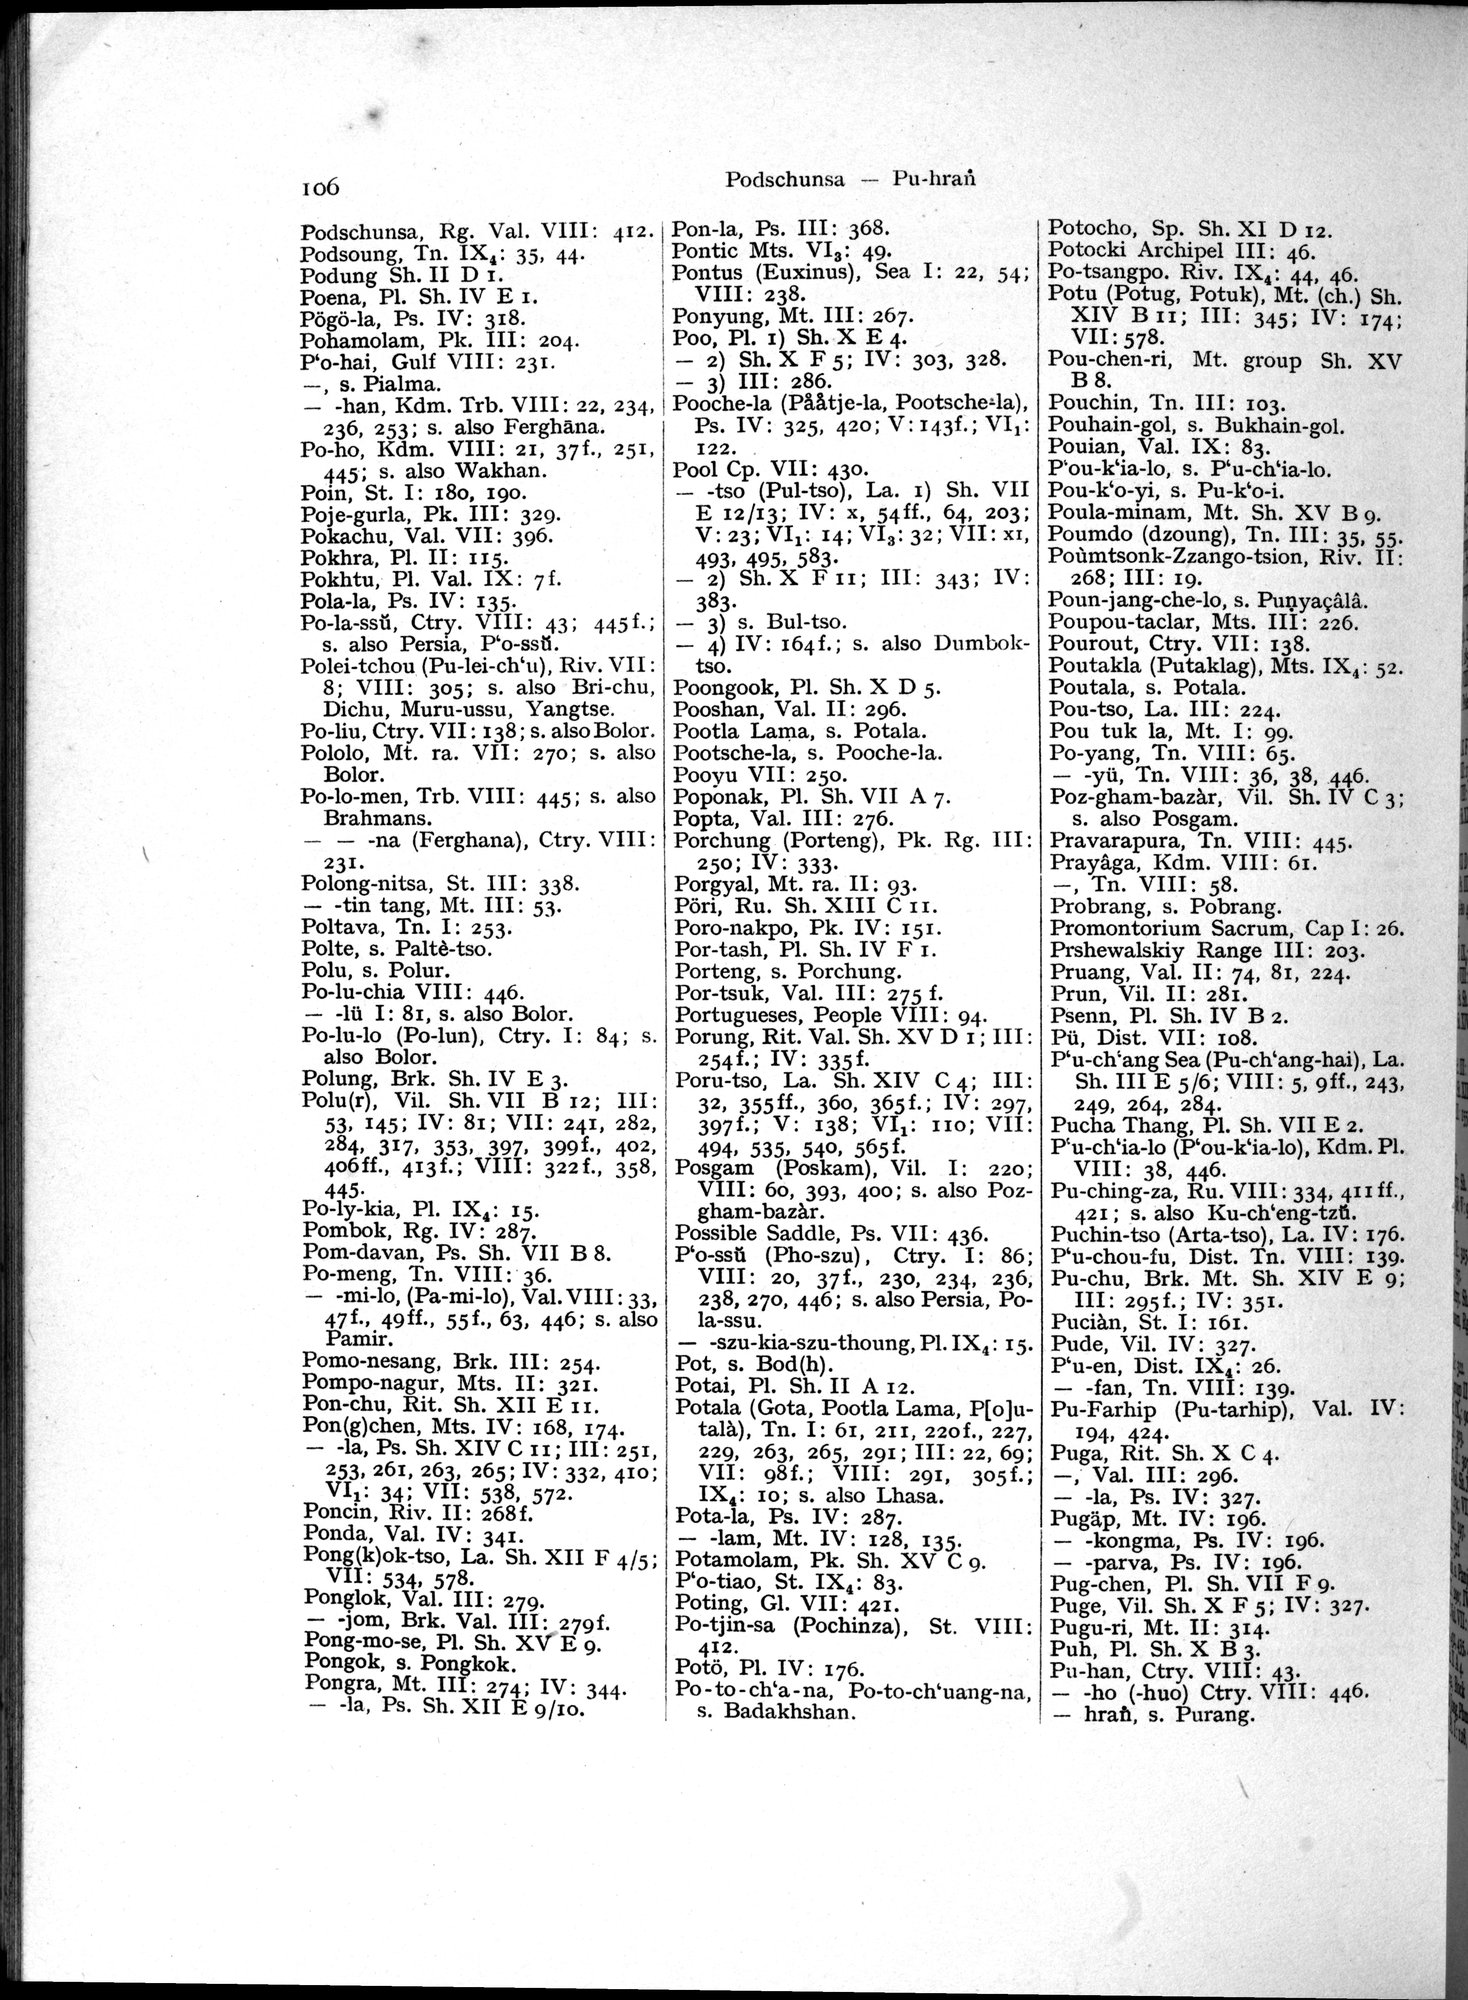 106
Podschunsa — Pu-hraṅ
Podschunsa, Rg. Val. VIII: 412.
Podsoung, Tn. IX₄: 35, 44.
Podung Sh. II D 1.
Poena, Pl. Sh. IV E 1.
Pögö-la, Ps. IV: 318.
Pohamolam, Pk. III: 204.
P‘o-hai, Gulf VIII: 231.
—, s. Pialma.
— -han, Kdm. Trb. VIII: 22, 234,
236, 253; s. also Ferghāna.
Po-ho, Kdm. VIII: 21, 37f., 251,
445; s. also Wakhan.
Poin, St. I: 180, 190.
Poje-gurla, Pk. III: 329.
Pokachu, Val. VII: 396.
Pokhra, Pl. II: 115.
Pokhtu, Pl. Val. IX: 7f.
Pola-la, Ps. IV: 135.
Po-la-ssŭ, Ctry. VIII: 43; 445f.;
s. also Persia, P‘o-ssŭ.
Polei-tchou (Pu-lei-ch‘u), Riv. VII:
8; VIII: 305; s. also Bri-chu,
Dichu, Muru-ussu, Yangtse.
Po-liu, Ctry. VII: 138; s. also Bolor.
Pololo, Mt. ra. VII: 270; s. also
Bolor.
Po-lo-men, Trb. VIII: 445; s. also
Brahmans.
— — -na (Ferghana), Ctry. VIII:
231.
Polong-nitsa, St. III: 338.
— -tin tang, Mt. III: 53.
Poltava, Tn. I: 253.
Polte, s. Paltè-tso.
Polu, s. Polur.
Po-lu-chia VIII: 446.
— -lü I: 81, s. also Bolor.
Po-lu-lo (Po-lun), Ctry. I: 84; s.
also Bolor.
Polung, Brk. Sh. IV E 3.
Polu(r), Vil. Sh. VII B 12; III:
53, 145; IV: 81; VII: 241, 282,
284, 317, 353, 397, 399f., 402,
406ff., 413f.; VIII: 322f., 358,
445.
Po-ly-kia, Pl. IX₄: 15.
Pombok, Rg. IV: 287.
Pom-davan, Ps. Sh. VII B 8.
Po-meng, Tn. VIII: 36.
— -mi-lo, (Pa-mi-lo), Val. VIII: 33,
47f., 49ff., 55f., 63, 446; s. also
Pamir.
Pomo-nesang, Brk. III: 254.
Pompo-nagur, Mts. II: 321.
Pon-chu, Rit. Sh. XII E 11.
Pon(g)chen, Mts. IV: 168, 174.
— -la, Ps. Sh. XIV C 11; III: 251,
253, 261, 263, 265; IV: 332, 410;
VI₁: 34; VII: 538, 572.
Poncin, Riv. II: 268f.
Ponda, Val. IV: 341.
Pong(k)ok-tso, La. Sh. XII F 4/5;
VII: 534, 578.
Ponglok, Val. III: 279.
— -jom, Brk. Val. III: 279f.
Pong-mo-se, Pl. Sh. XV E 9.
Pongok, s. Pongkok.
Pongra, Mt. III: 274; IV: 344.
— -la, Ps. Sh. XII E 9/10.
Pon-la, Ps. III: 368.
Pontic Mts. VI₃: 49.
Pontus (Euxinus), Sea I: 22, 54;
VIII: 238.
Ponyung, Mt. III: 267.
Poo, Pl. 1) Sh. X E 4.
— 2) Sh. X F 5; IV: 303, 328.
— 3) III: 286.
Pooche-la (Pååtje-la, Pootsche-la),
Ps. IV: 325, 420; V: 143f.; VI₁:
122.
Pool Cp. VII: 430.
— -tso (Pul-tso), La. 1) Sh. VII
E 12/13; IV: x, 54ff., 64, 203;
V: 23; VI₁: 14; VI₃: 32; VII: XI,
493, 495, 583.
— 2) Sh. X F 11; III: 343; IV:
383.
— 3) s. Bul-tso.
— 4) IV: 164f.; s. also Dumbok-
tso.
Poongook, Pl. Sh. X D 5.
Pooshan, Val. II: 296.
Pootla Lama, s. Potala.
Pootsche-la, s. Pooche-la.
Pooyu VII: 250.
Poponak, Pl. Sh. VII A 7.
Popta, Val. III: 276.
Porchung (Porteng), Pk. Rg. III:
250; IV: 333.
Porgyal, Mt. ra. II: 93.
Pöri, Ru. Sh. XIII C 11.
Poro-nakpo, Pk. IV: 151.
Por-tash, Pl. Sh. IV F 1.
Porteng, s. Porchung.
Por-tsuk, Val. III: 275 f.
Portugueses, People VIII: 94.
Porung, Rit. Val. Sh. XV D 1; III:
254f.; IV: 335f.
Poru-tso, La. Sh. XIV C 4; III:
32, 355ff., 360, 365f.; IV: 297,
397f.; V: 138; VI₁: 110; VII:
494, 535, 540, 565f.
Posgam (Poskam), Vil. I: 220;
VIII: 60, 393, 400; s. also Poz-
gham-bazàr.
Possible Saddle, Ps. VII: 436.
P‘o-ssŭ (Pho-szu), Ctry. I: 86;
VIII: 20, 37f., 230, 234, 236,
238, 270, 446; s. also Persia, Po-
la-ssu.
— -szu-kia-szu-thoung, Pl. IX₄: 15.
Pot, s. Bod(h).
Potai, Pl. Sh. II A 12.
Potala (Gota, Pootla Lama, P[o]u-
talà), Tn. I: 61, 211, 220f., 227,
229, 263, 265, 291; III: 22, 69;
VII: 98f.; VIII: 291, 305f.;
IX₄: 10; s. also Lhasa.
Pota-la, Ps. IV: 287.
— -lam, Mt. IV: 128, 135.
Potamolam, Pk. Sh. XV C 9.
P‘o-tiao, St. IX₄: 83.
Poting, Gl. VII: 421.
Po-tjin-sa (Pochinza), St. VIII:
412.
Potö, Pl. IV: 176.
Po-to-ch‘a-na, Po-to-ch‘uang-na,
s. Badakhshan.
Potocho, Sp. Sh. XI D 12.
Potocki Archipel III: 46.
Po-tsangpo. Riv. IX₄: 44, 46.
Potu (Potug, Potuk), Mt. (ch.) Sh.
XIV B 11; III: 345; IV: 174;
VII: 578.
Pou-chen-ri, Mt. group Sh. XV
B 8.
Pouchin, Tn. III: 103.
Pouhain-gol, s. Bukhain-gol.
Pouian, Val. IX: 83.
P‘ou-k‘ia-lo, s. P‘u-ch‘ia-lo.
Pou-k‘o-yi, s. Pu-k‘o-i.
Poula-minam, Mt. Sh. XV B 9.
Poumdo (dzoung), Tn. III: 35, 55.
Poùmtsonk-Zzango-tsion, Riv. II:
268; III: 19.
Poun-jang-che-lo, s. Puṇyaçâlâ.
Poupou-taclar, Mts. III: 226.
Pourout, Ctry. VII: 138.
Poutakla (Putaklag), Mts. IX₄: 52.
Poutala, s. Potala.
Pou-tso, La. III: 224.
Pou tuk la, Mt. I: 99.
Po-yang, Tn. VIII: 65.
— -yü, Tn. VIII: 36, 38, 446.
Poz-gham-bazàr, Vil. Sh. IV C 3;
s. also Posgam.
Pravarapura, Tn. VIII: 445.
Prayâga, Kdm. VIII: 61.
—, Tn. VIII: 58.
Probrang, s. Pobrang.
Promontorium Sacrum, Cap I: 26.
Prshewalskiy Range III: 203.
Pruang, Val. II: 74, 81, 224.
Prun, Vil. II: 281.
Psenn, Pl. Sh. IV B 2.
Pü, Dist. VII: 108.
P‘u-ch‘ang Sea (Pu-ch‘ang-hai), La.
Sh. III E 5/6; VIII: 5, 9ff., 243,
249, 264, 284.
Pucha Thang, Pl. Sh. VII E 2.
P‘u-ch‘ia-lo (P‘ou-k‘ia-lo), Kdm. Pl.
VIII: 38, 446.
Pu-ching-za, Ru. VIII: 334, 411ff.,
421; s. also Ku-ch‘eng-tzŭ.
Puchin-tso (Arta-tso), La. IV: 176.
P‘u-chou-fu, Dist. Tn. VIII: 139.
Pu-chu, Brk. Mt. Sh. XIV E 9;
III: 295f.; IV: 351.
Puciàn, St. I: 161.
Pude, Vil. IV: 327.
P‘u-en, Dist. IX₄: 26.
— -fan, Tn. VIII: 139.
Pu-Farhip (Pu-tarhip), Val. IV:
194, 424.
Puga, Rit. Sh. X C 4.
—, Val. III: 296.
— -la, Ps. IV: 327.
Pugäp, Mt. IV: 196.
— -kongma, Ps. IV: 196.
— -parva, Ps. IV: 196.
Pug-chen, Pl. Sh. VII F 9.
Puge, Vil. Sh. X F 5; IV: 327.
Pugu-ri, Mt. II: 314.
Puh, Pl. Sh. X B 3.
Pu-han, Ctry. VIII: 43.
— -ho (-huo) Ctry. VIII: 446.
— hraṅ, s. Purang.